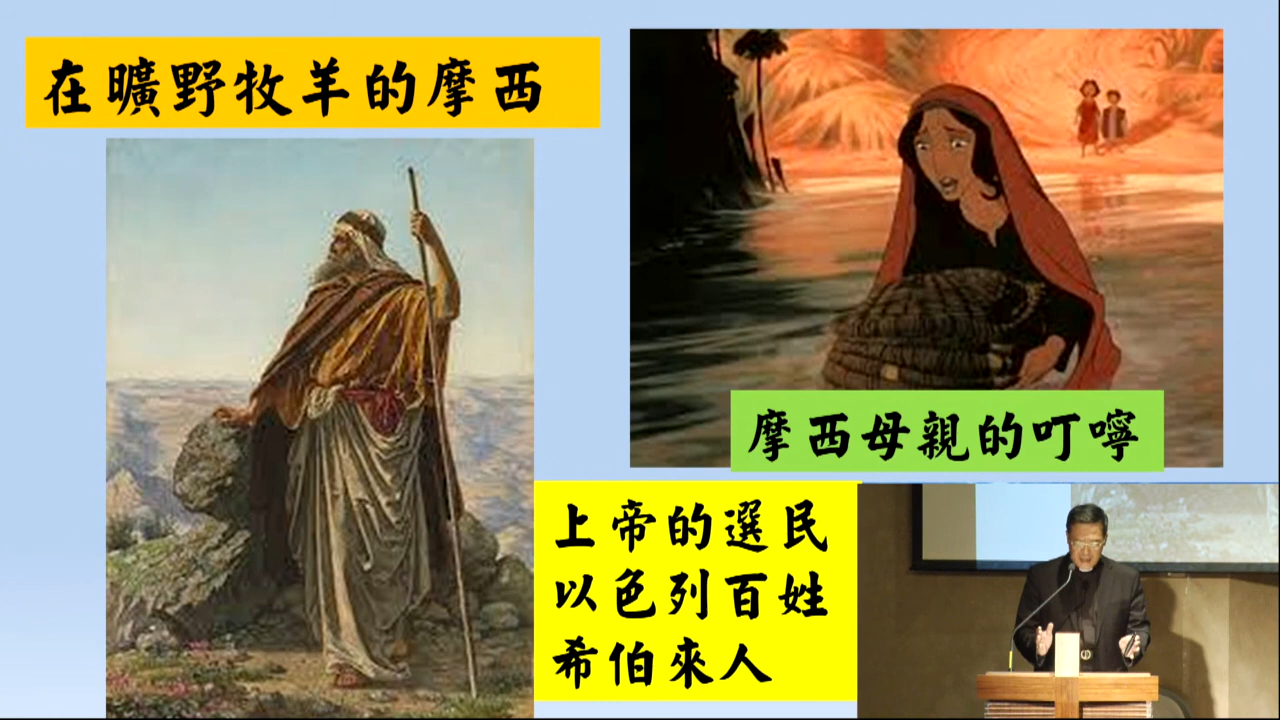 在曠野牧羊的摩西
摩西母親的叮嚀
上帝的選民
以色列百姓
希伯來人